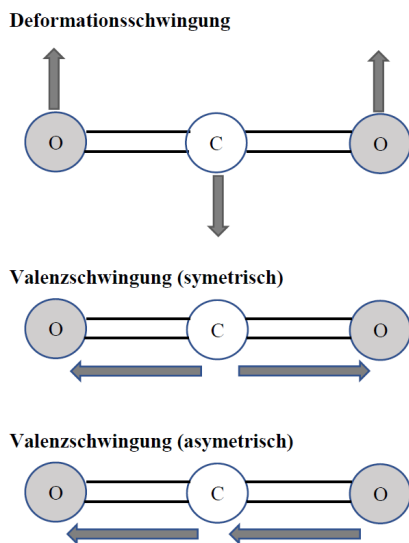 Deformationsschwingung
O C O
Valenzschwingung (symetrisch)
O C O
Valenzschwingung (asymetrisch)
O C O